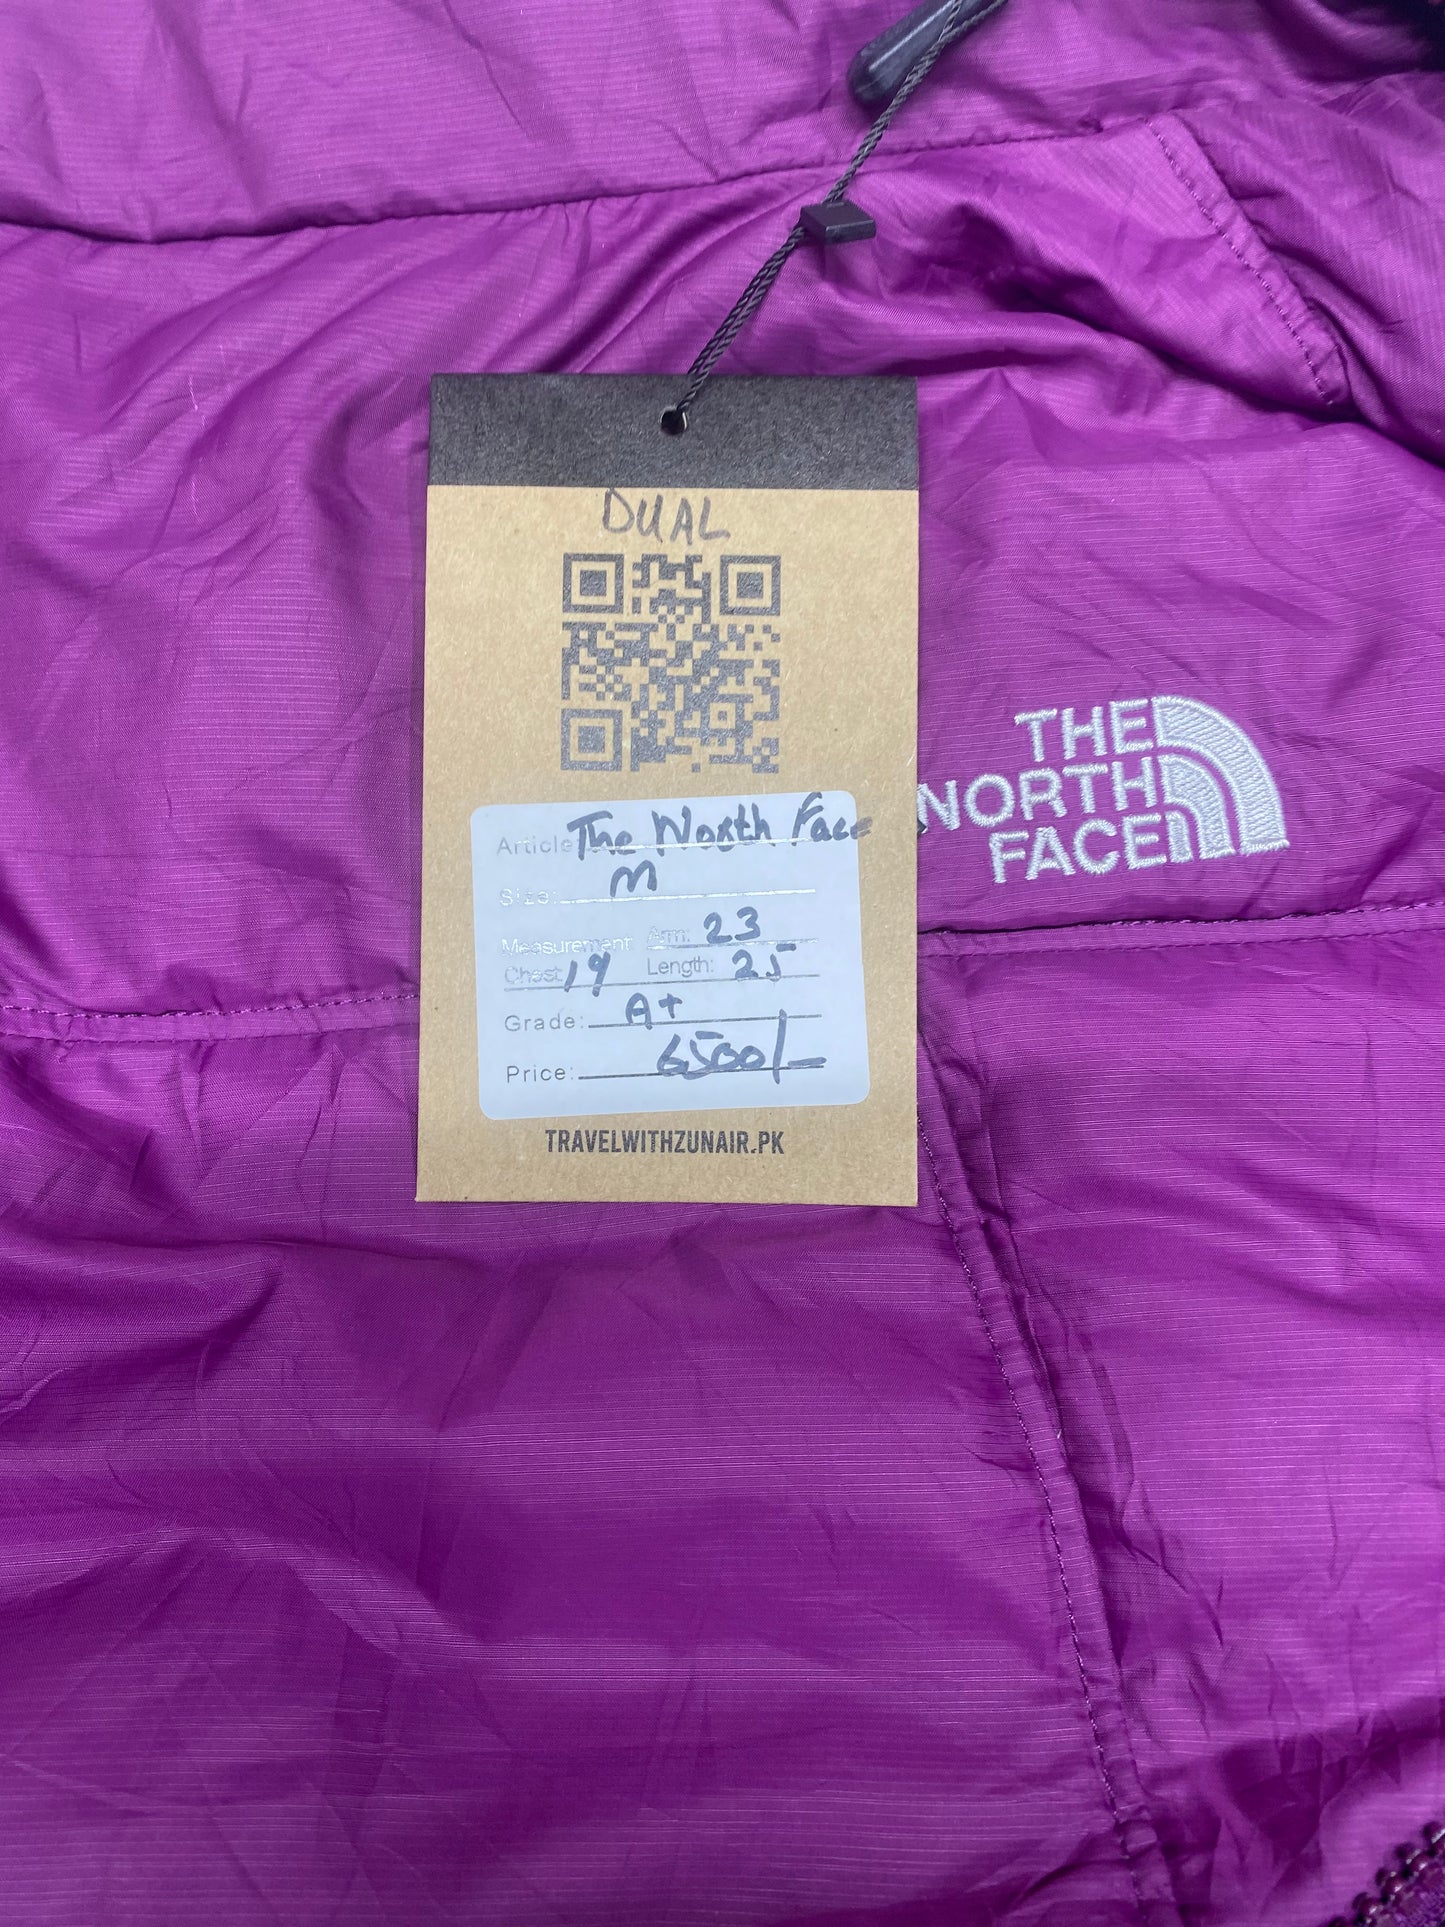 DUAL
THE
NORTH
FACE
Article: The North Face
Size: M
Measurement: Arm: 23
Chest: 19 Length: 25
Grade: A+
Price: 6500/-
TRAVELWITHZUNAIR.PK